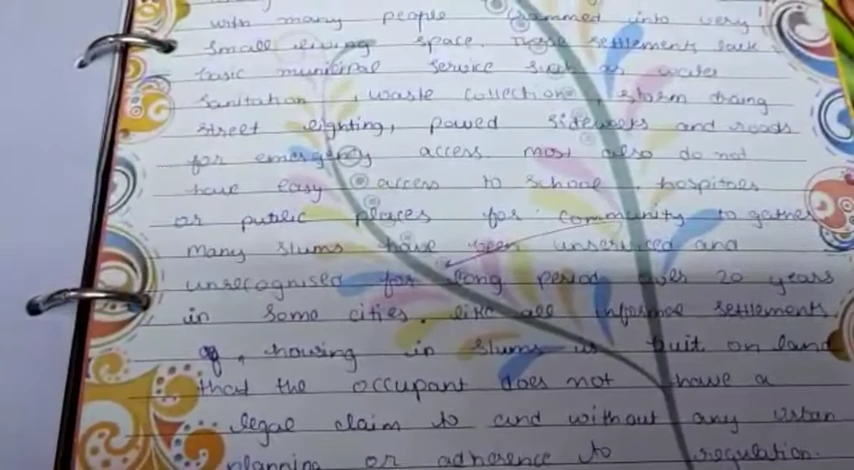 with many people crammed into very
small living space. These settlements lack
basic municipal service such as water
sanitation , waste collection , storm draing
street lighting, paved sidewalks and roads
for emergency access most also do not
have easy access to school , hospitals
or public places for community to gather
many slums have been unserviced and
unrecognised for long period over 20 years
in some cities. like all informal settlements
, housing in slums is buit on land
that the occupant does not have a
legal claim to and without any urban
planning or adherence to regulation.